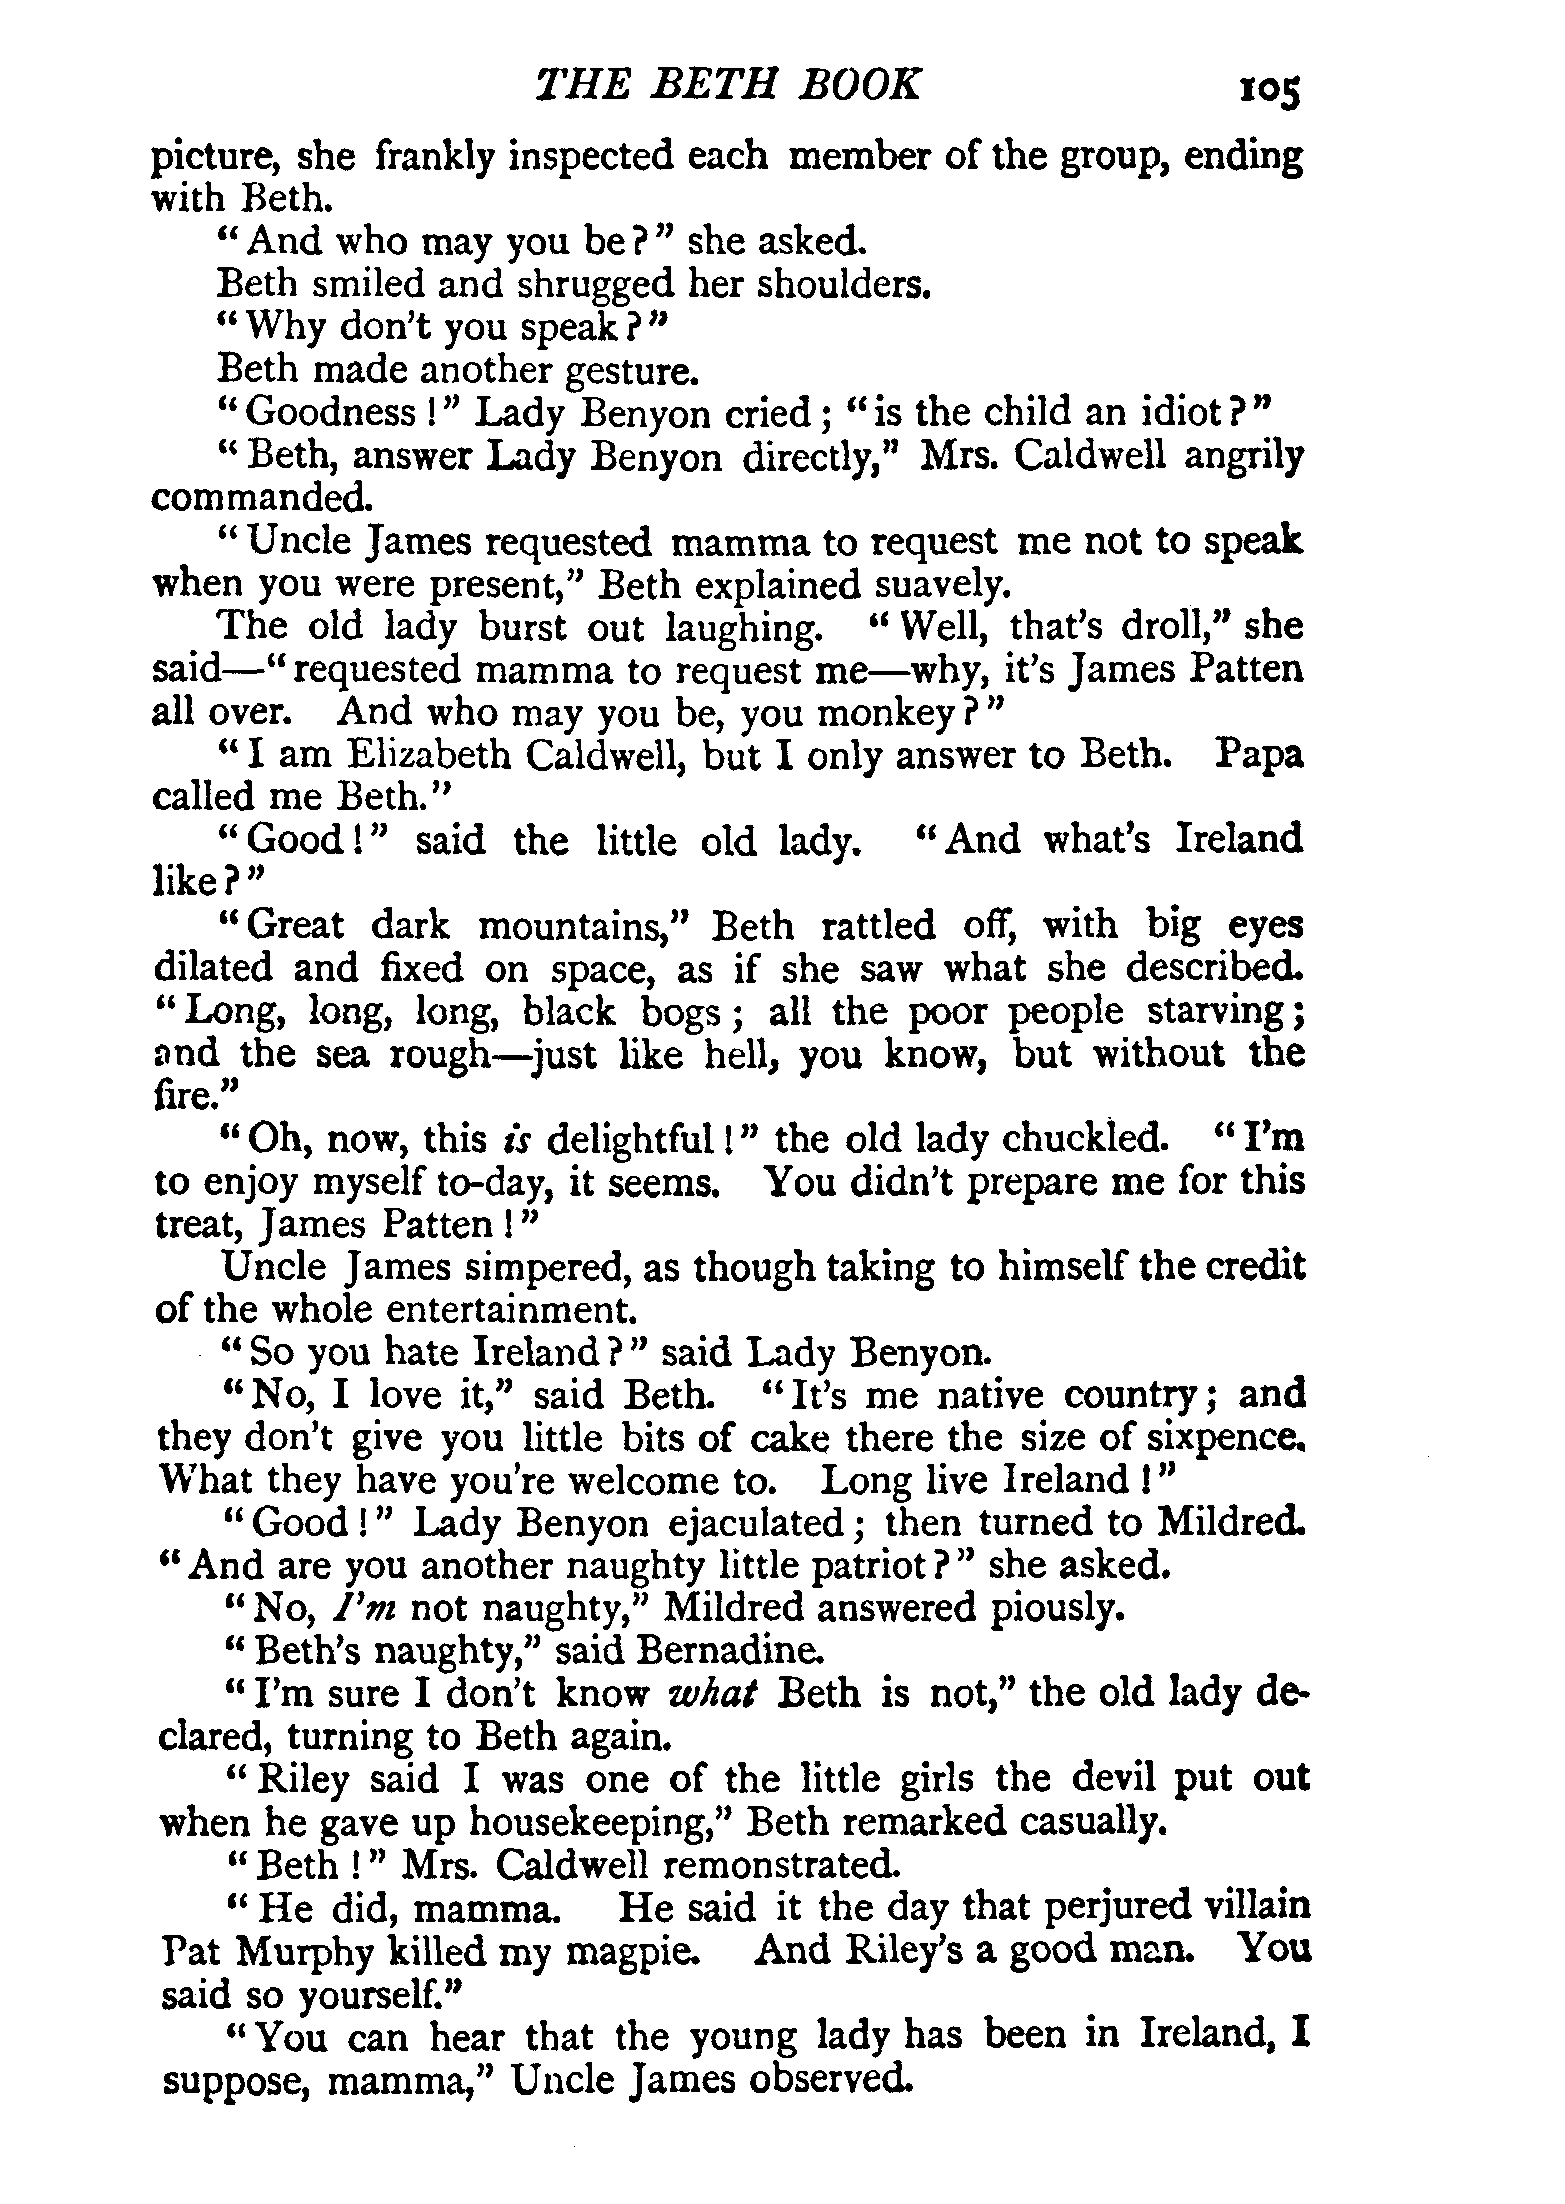 THE BETH BOOK 105
picture, she frankly inspected each member of the group, ending
with Beth.
“And who may you be?” she asked.
Beth smiled and shrugged her shoulders.
“Why don't you speak?”
Beth made another gesture.
“Goodness!” Lady Benyon cried; “is the child an idiot?”
“Beth, answer Lady Benyon directly,” Mrs. Caldwell angrily
commanded.
“Uncle James requested mamma to request me not to speak
when you were present,” Beth explained suavely.
The old lady burst out laughing. “Well, that's droll,” she
said—“requested mamma to request me—why, it's James Patten
all over. And who may you be, you monkey?”
“I am Elizabeth Caldwell, but I only answer to Beth. Papa
called me Beth.”
“Good!” said the little old lady. “And what's Ireland
like?”
“Great dark mountains,” Beth rattled off, with big eyes
dilated and fixed on space, as if she saw what she described.
“Long, long, long, black bogs; all the poor people starving;
and the sea rough—just like hell, you know, but without the
fire.”
“Oh, now, this is delightful!” the old lady chuckled. “I'm
to enjoy myself to-day, it seems. You didn't prepare me for this
treat, James Patten!”
Uncle James simpered, as though taking to himself the credit
of the whole entertainment.
“So you hate Ireland?” said Lady Benyon.
“No, I love it,” said Beth. “It's me native country; and
they don't give you little bits of cake there the size of sixpence.
What they have you're welcome to. Long live Ireland!”
“Good!” Lady Benyon ejaculated; then turned to Mildred.
“And are you another naughty little patriot?” she asked.
“No, I'm not naughty,” Mildred answered piously.
“Beth's naughty,” said Bernadine.
“I'm sure I don't know what Beth is not,” the old lady de-
clared, turning to Beth again.
“Riley said I was one of the little girls the devil put out
when he gave up housekeeping,” Beth remarked casually.
“Beth!” Mrs. Caldwell remonstrated.
“He did, mamma. He said it the day that perjured villain
Pat Murphy killed my magpie. And Riley's a good man. You
said so yourself.”
“You can hear that the young lady has been in Ireland, I
suppose, mamma,” Uncle James observed.